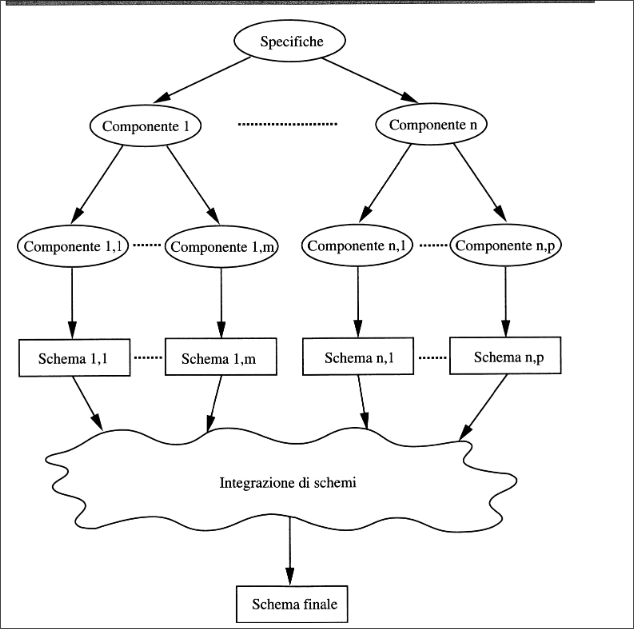 Specifiche
Componente 1
Componente n
Componente 1,1
Componente 1,m
Componente n,1
Componente n,p
Schema 1,1
Schema 1,m
Schema n,1
Schema n,p
Integrazione di schemi
Schema finale